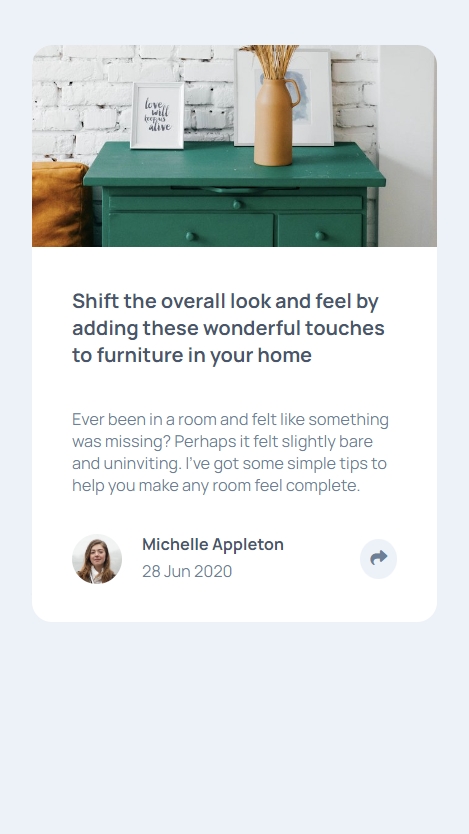 love
will
keep us
alive
Shift the overall look and feel by
adding these wonderful touches
to furniture in your home
Ever been in a room and felt like something
was missing? Perhaps it felt slightly bare
and uninviting. I've got some simple tips to
help you make any room feel complete.
Michelle Appleton
28 Jun 2020